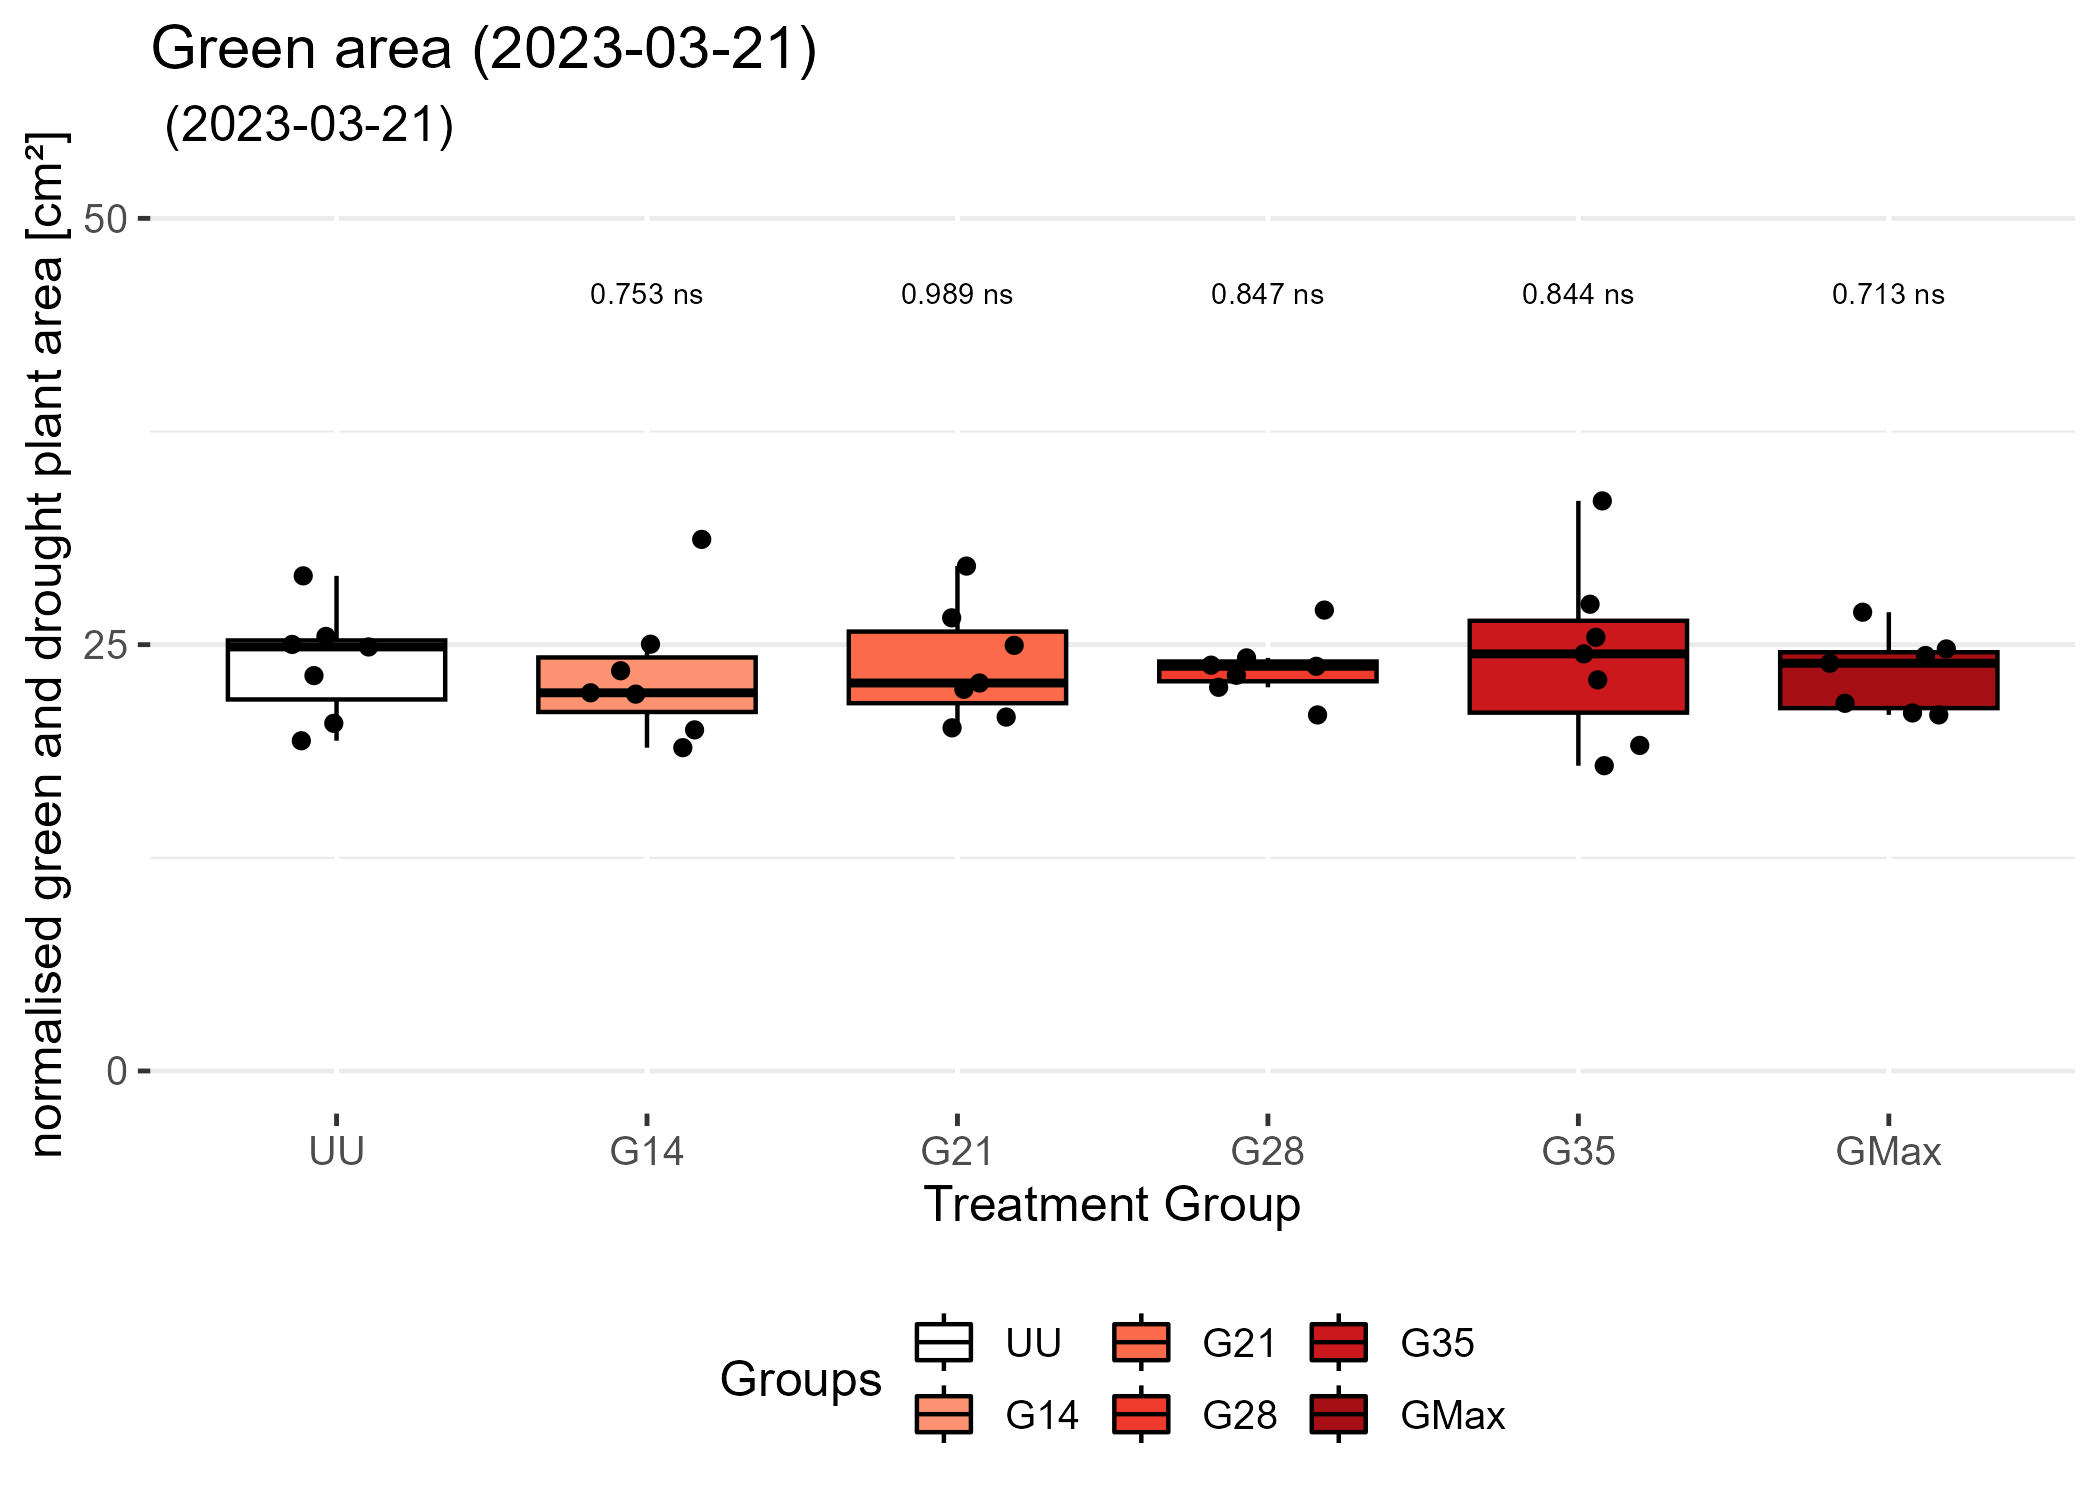 Green area (2023-03-21)
(2023-03-21)
normalised green and drought plant area [cm²]
50
25
0
0.753 ns
0.989 ns
0.847 ns
0.844 ns
0.713 ns
UU
G14
G21
G28
G35
GMax
Treatment Group
Groups
UU
G21
G35
G14
G28
GMax